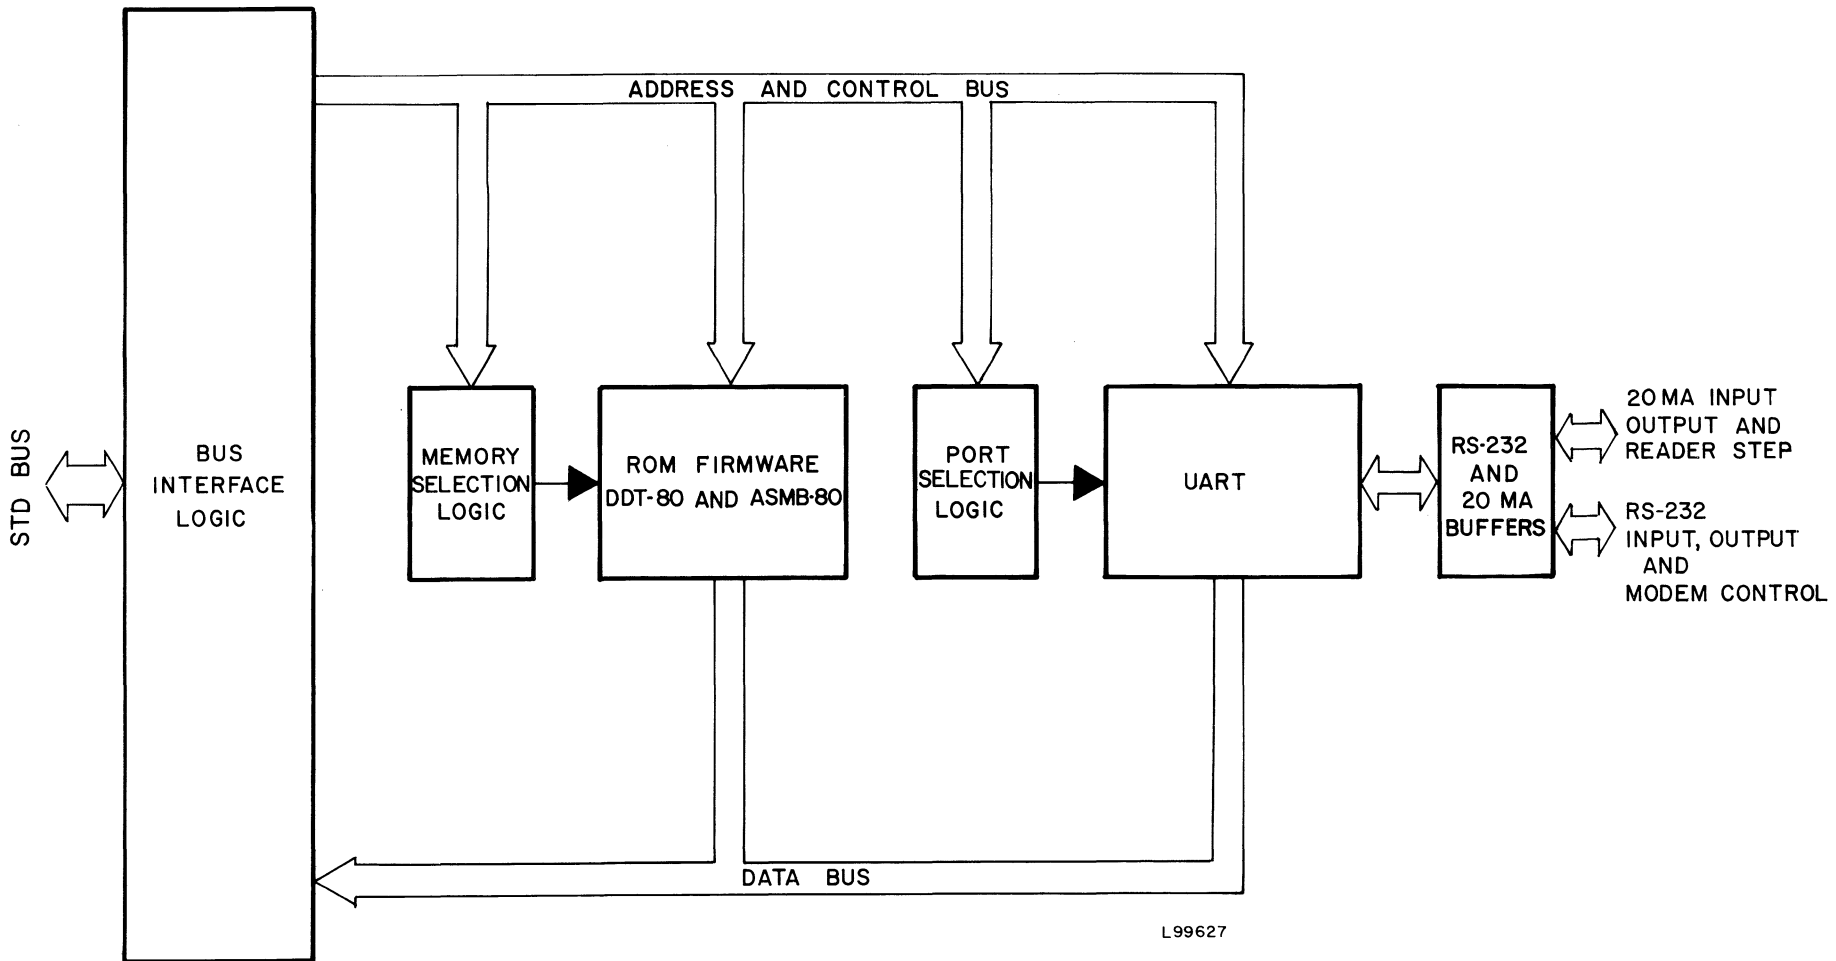 ADDRESS AND CONTROL BUS
STD BUS
BUS
INTERFACE
LOGIC
MEMORY
SELECTION
LOGIC
ROM FIRMWARE
DDT-80 AND ASMB-80
PORT
SELECTION
LOGIC
UART
RS-232
AND
20 MA
BUFFERS
20 MA INPUT
OUTPUT AND
READER STEP
RS-232
INPUT, OUTPUT
AND
MODEM CONTROL
DATA BUS
L99627